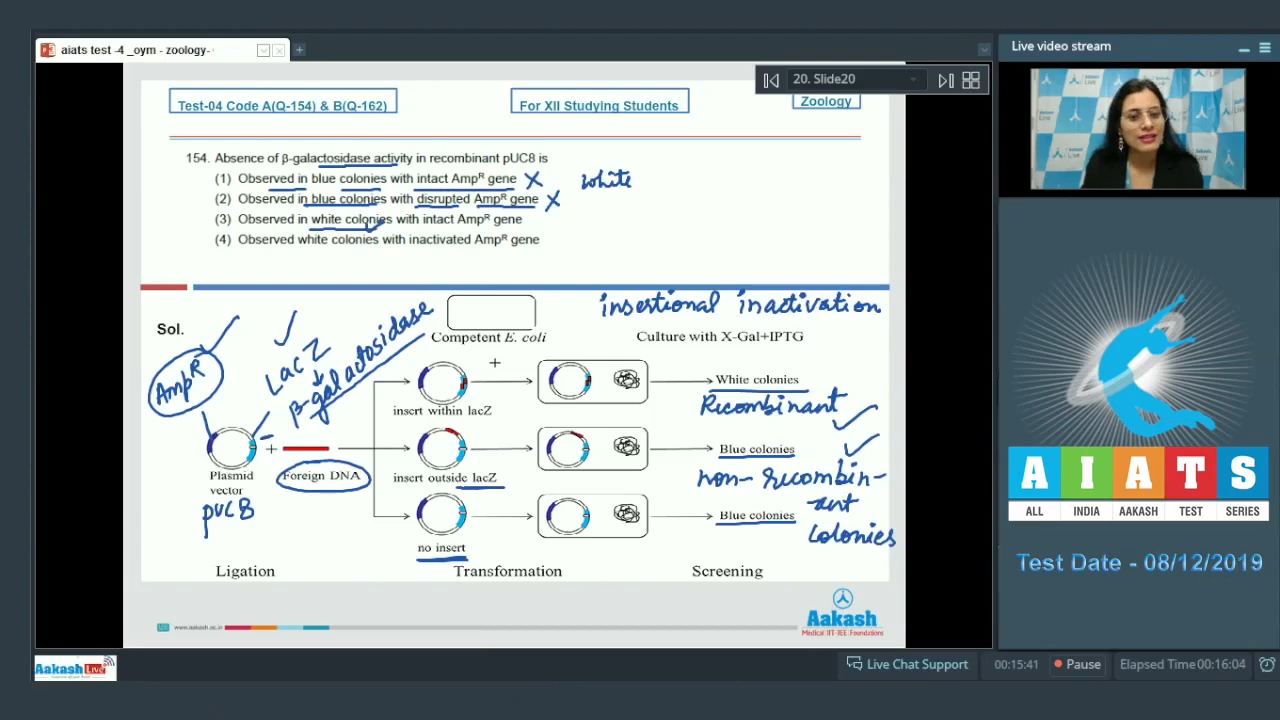 aiats test -4 _oym - zoology-
Live video stream
20. Slide20
Test-04 Code A(Q-154) & B(Q-162)
For XII Studying Students
Zoology
154. Absence of β-galactosidase activity in recombinant pUC8 is
(1) Observed in blue colonies with intact Ampᴿ gene
white
(2) Observed in blue colonies with disrupted Ampᴿ gene
(3) Observed in white colonies with intact Ampᴿ gene
(4) Observed white colonies with inactivated Ampᴿ gene
insertional inactivation
Sol.
Competent E. coli
Culture with X-Gal+IPTG
AmpR
Lac Z
β-galactosidase
+
White colonies
insert within lacZ
Recombinant
+
Blue colonies
Foreign DNA
insert outside lacZ
Plasmid
vector
pUC8
non-recombin-
ant
colonies
Blue colonies
no insert
Ligation
Transformation
Screening
www.aakash.ac.in
Aakash
Medical|IIT-JEE|Foundations
A I A T S
ALL INDIA AAKASH TEST SERIES
Test Date - 08/12/2019
Aakash Live
Live Chat Support
00:15:41
Pause
Elapsed Time 00:16:04